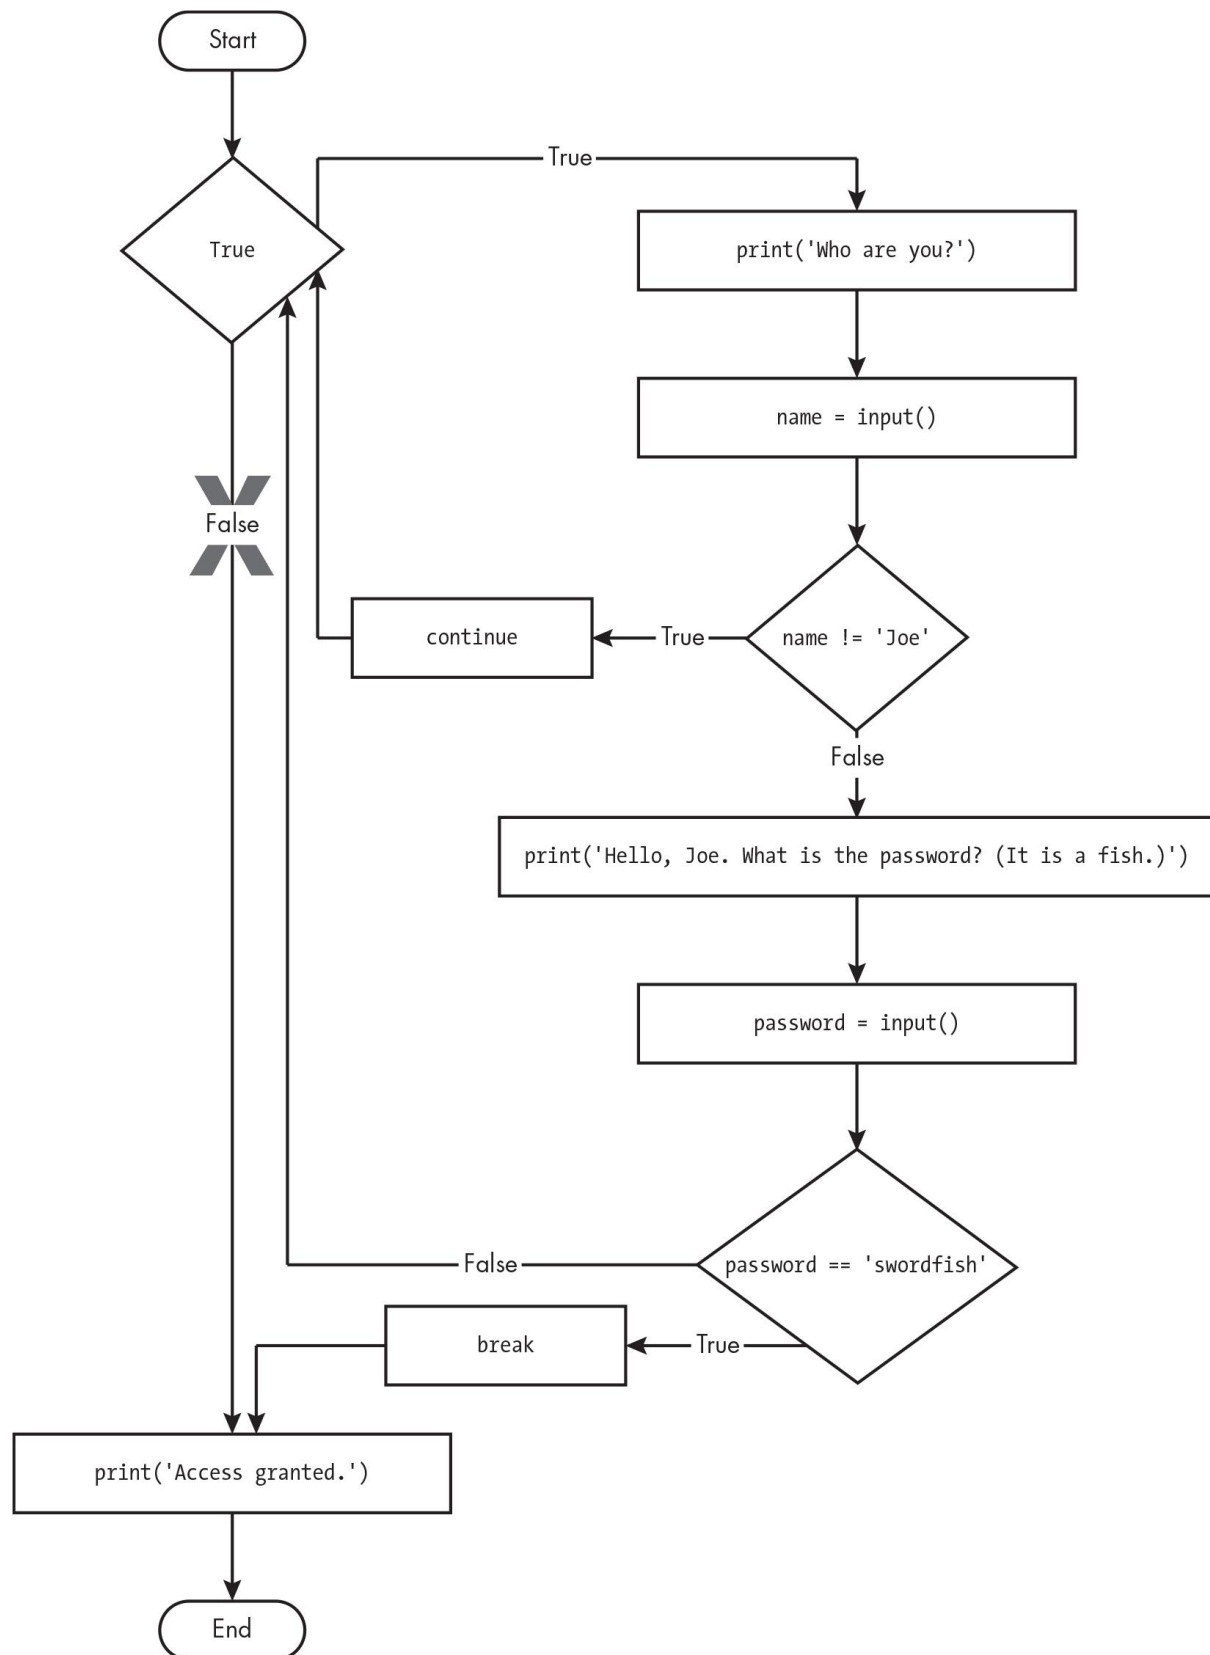 Start
True
True
print('Who are you?')
name = input()
False
continue
True
name != 'Joe'
False
print('Hello, Joe. What is the password? (It is a fish.)')
password = input()
False
password == 'swordfish'
break
True
print('Access granted.')
End